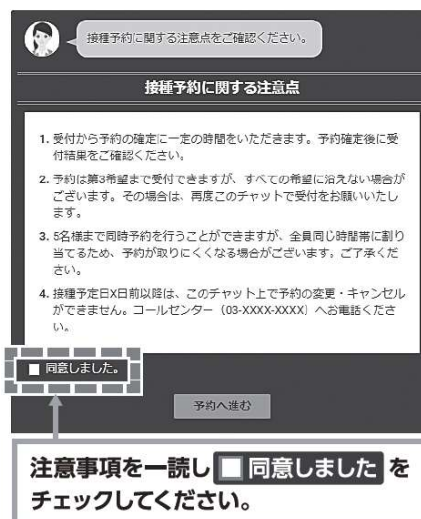 接種予約に関する注意点をご確認ください。
接種予約に関する注意点
1. 受付から予約の確定に一定の時間をいただきます。予約確定後に受
付結果をご確認ください。
2. 予約は第3希望まで受付できますが、すべての希望に沿えない場合が
ございます。その場合は、再度このチャットで受付をお願いいたし
ます。
3. 5名様まで同時予約を行うことができますが、全員同じ時間帯に割り
当てるため、予約が取りにくくなる場合がございます。ご了承くだ
さい。
4. 接種予定日X日前以降は、このチャット上で予約の変更・キャンセル
ができません。コールセンター（03-XXXX-XXXX）へお電話くださ
い。
同意しました。
予約へ進む
注意事項を一読し 同意しました を
チェックしてください。